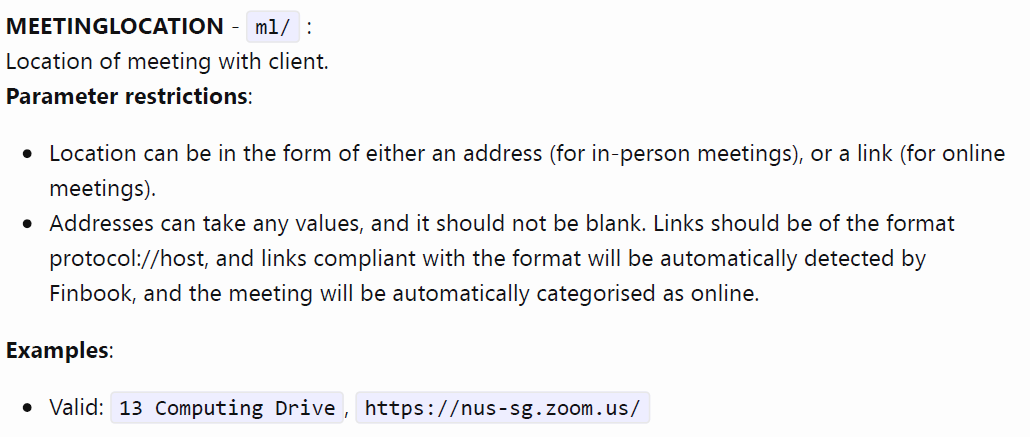 MEETINGLOCATION - ml/ :
Location of meeting with client.
Parameter restrictions:
• Location can be in the form of either an address (for in-person meetings), or a link (for online
meetings).
• Addresses can take any values, and it should not be blank. Links should be of the format
protocol://host, and links compliant with the format will be automatically detected by
Finbook, and the meeting will be automatically categorised as online.
Examples:
• Valid: 13 Computing Drive, https://nus-sg.zoom.us/